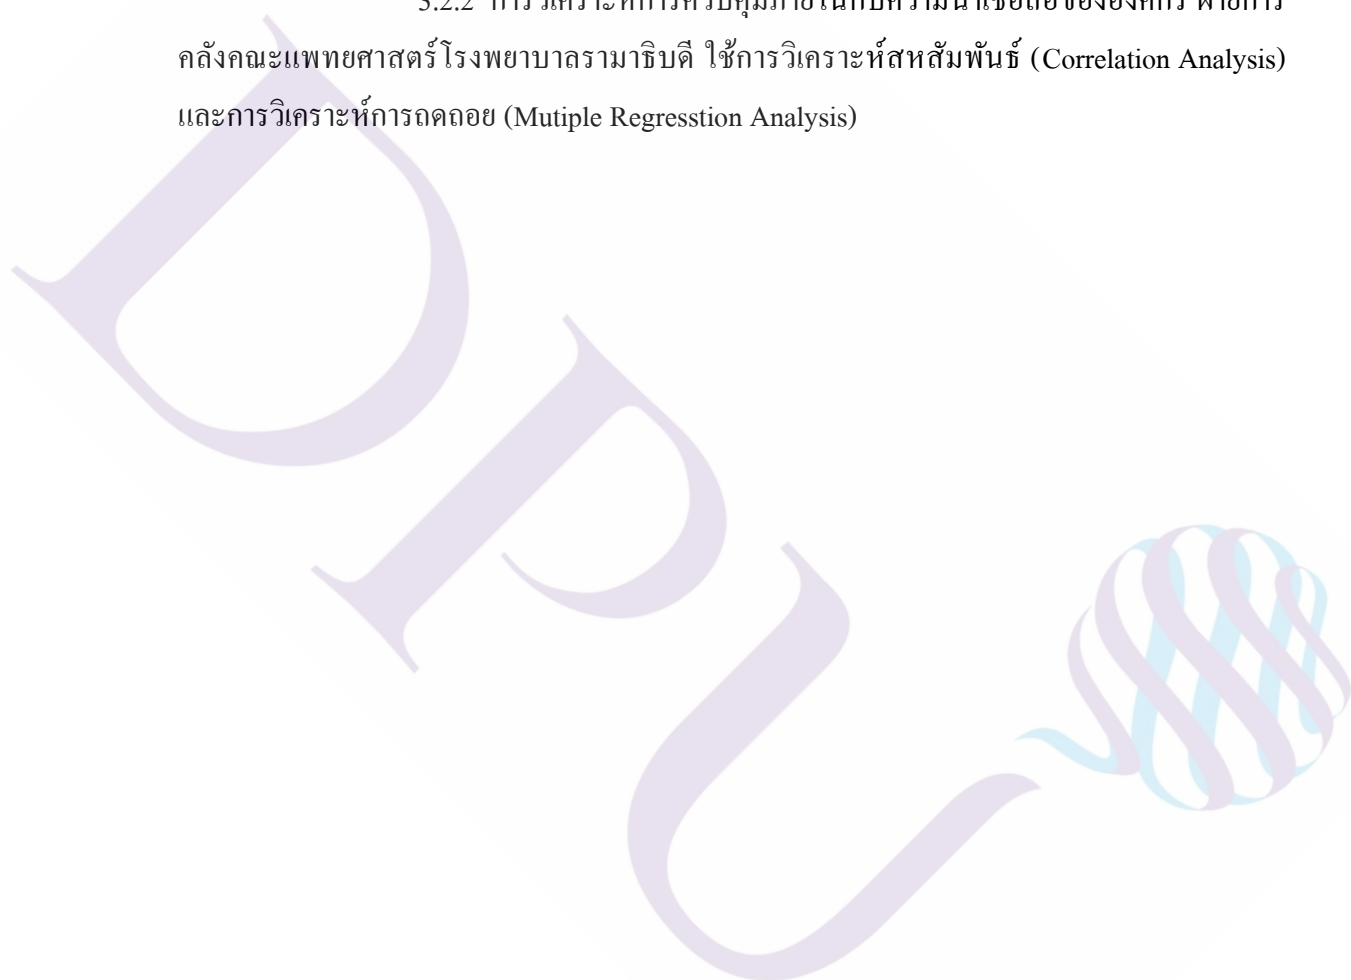 3.2.2 การวิเคราะห์การควบคุมภายในกับความน่าเชื่อถือขององค์กร ฝ่ายการ
คลังคณะแพทยศาสตร์โรงพยาบาลรามาธิบดี ใช้การวิเคราะห์สหสัมพันธ์ (Correlation Analysis)
และการวิเคราะห์การถดถอย (Mutiple Regresstion Analysis)
DPU